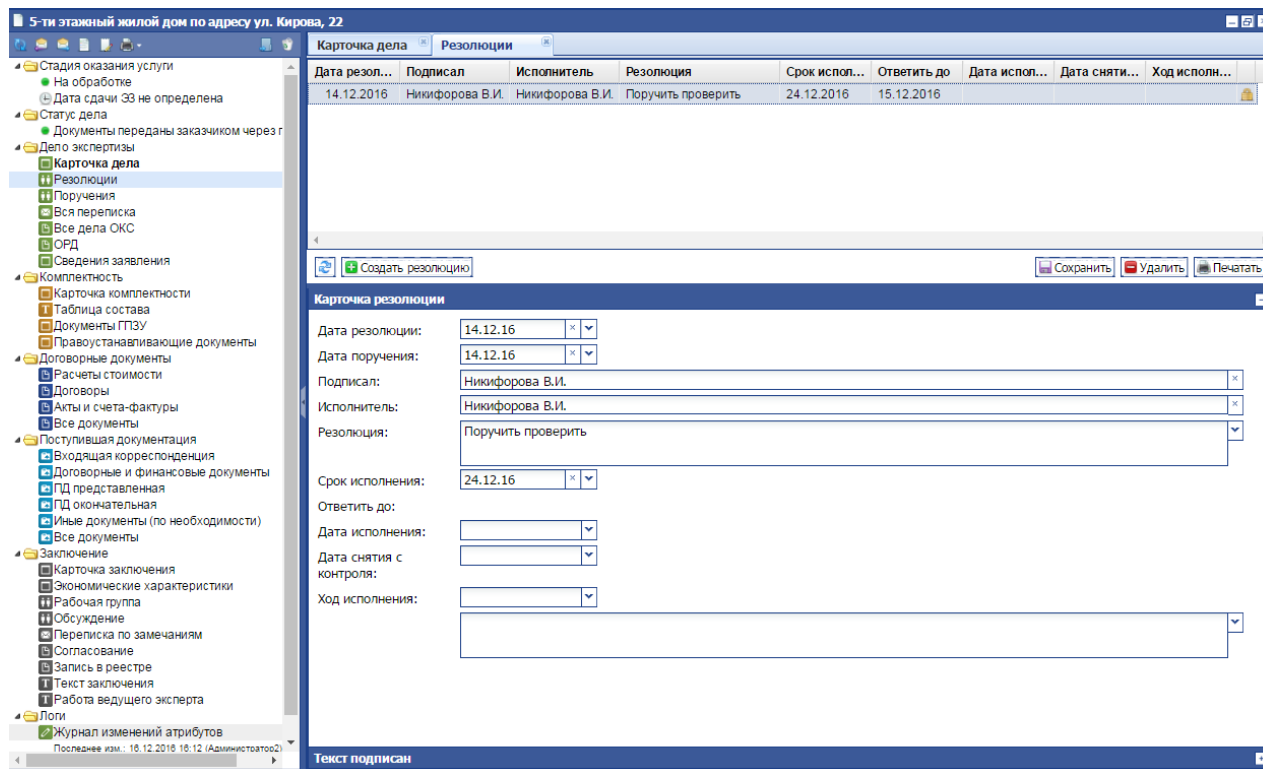 5-ти этажный жилой дом по адресу ул. Кирова, 22
Стадия оказания услуги
На обработке
Дата сдачи ЭЗ не определена
Статус дела
Документы переданы заказчиком через г
Дело экспертизы
Карточка дела
Резолюции
Поручения
Вся переписка
Все дела ОКС
ОРД
Сведения заявления
Комплектность
Карточка комплектности
Таблица состава
Документы ГПЗУ
Правоустанавливающие документы
Договорные документы
Расчеты стоимости
Договоры
Акты и счета-фактуры
Все документы
Поступившая документация
Входящая корреспонденция
Договорные и финансовые документы
ПД представленная
ПД окончательная
Иные документы (по необходимости)
Все документы
Заключение
Карточка заключения
Экономические характеристики
Рабочая группа
Обсуждение
Переписка по замечаниям
Согласование
Запись в реестре
Текст заключения
Работа ведущего эксперта
Логи
Журнал изменений атрибутов
Последнее изм.: 16.12.2016 16:12 (Администратор2)
Карточка дела Резолюции
Дата резол... Подписал Исполнитель Резолюция Срок испол... Ответить до Дата испол... Дата сняти... Ход исполн...
14.12.2016 Никифорова В.И. Никифорова В.И. Поручить проверить 24.12.2016 15.12.2016
Создать резолюцию Сохранить Удалить Печатать
Карточка резолюции
Дата резолюции: 14.12.16
Дата поручения: 14.12.16
Подписал: Никифорова В.И.
Исполнитель: Никифорова В.И.
Резолюция: Поручить проверить
Срок исполнения: 24.12.16
Ответить до:
Дата исполнения:
Дата снятия с
контроля:
Ход исполнения:
Текст подписан